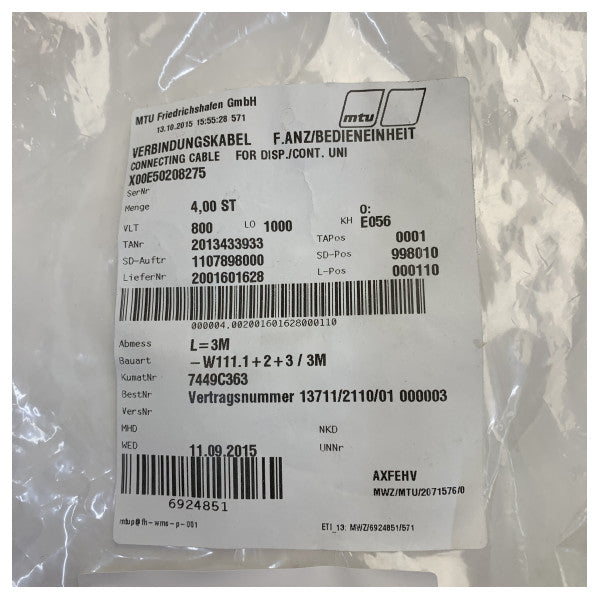 MTU Friedrichshafen GmbH
13.10.2015 15:55:28 571
mtu
VERBINDUNGSKABEL F.ANZ/BEDIENEINHEIT
CONNECTING CABLE FOR DISP./CONT. UNI
X00E50208275
SerNr
Menge 4,00 ST O:
VLT 800 LO 1000 KH E056
TANr 2013433933 TAPos 0001
SD-Auftr 1107898000 SD-Pos 998010
LieferNr 2001601628 L-Pos 000110
000004.002001601628000110
Abmess L=3M
Bauart -W111.1+2+3/3M
KumatNr 7449C363
BestNr Vertragsnummer 13711/2110/01 000003
VersNr
MHD NKD
WED 11.09.2015 UNNr
AXFEHV
6924851 MWZ/MTU/2071576/0
mtup@fh-wms-p-001 ETI_13: MWZ/6924851/571